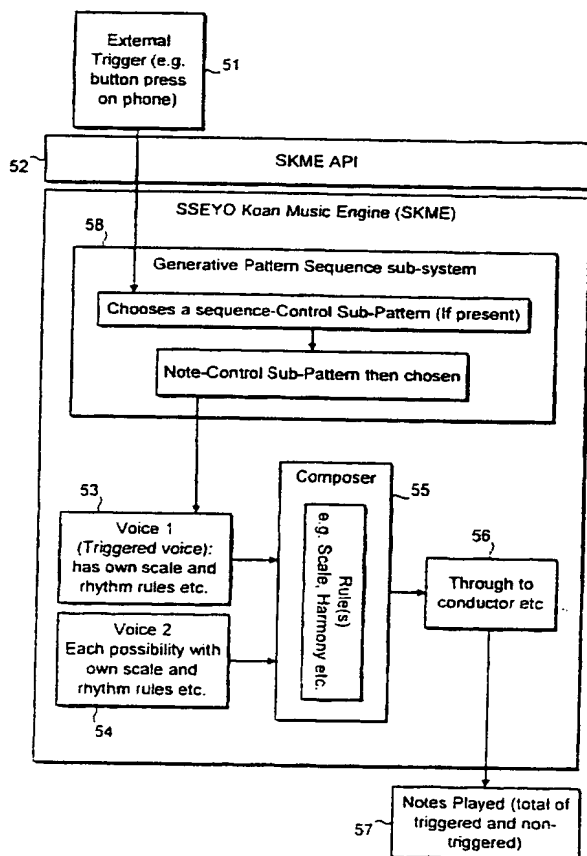 External
Trigger (e.g.
button press
on phone)
51
52
SKME API
SSEYO Koan Music Engine (SKME)
58
Generative Pattern Sequence sub-system
Chooses a sequence-Control Sub-Pattern (If present)
Note-Control Sub-Pattern then chosen
53
Voice 1
(Triggered voice):
has own scale and
rhythm rules etc.
Voice 2
Each possibility with
own scale and
rhythm rules etc.
54
Composer
55
Rule(s)
e.g. Scale, Harmony etc.
56
Through to
conductor etc
Notes Played (total of
triggered and non-
triggered)
57